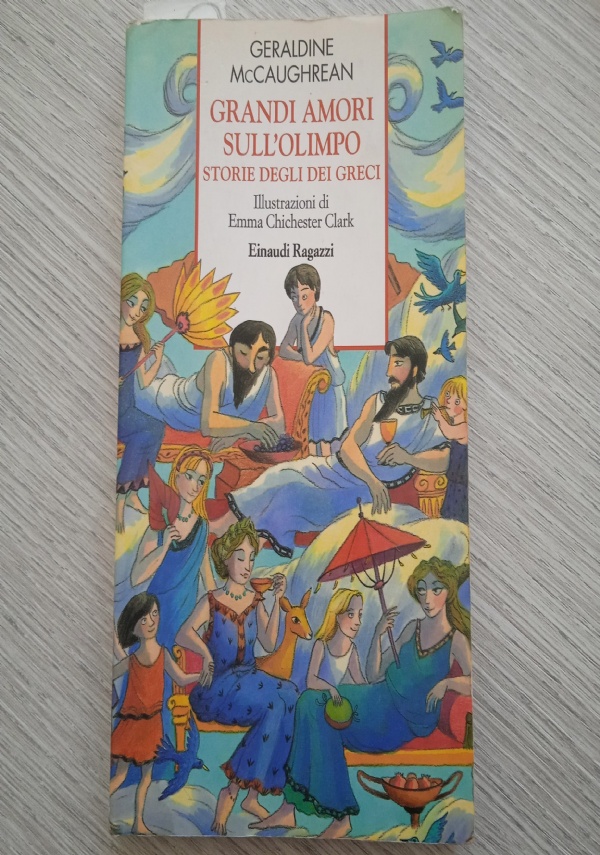 GERALDINE
McCAUGHREAN
GRANDI AMORI
SULL'OLIMPO
STORIE DEGLI DEI GRECI
Illustrazioni di
Emma Chichester Clark
Einaudi Ragazzi